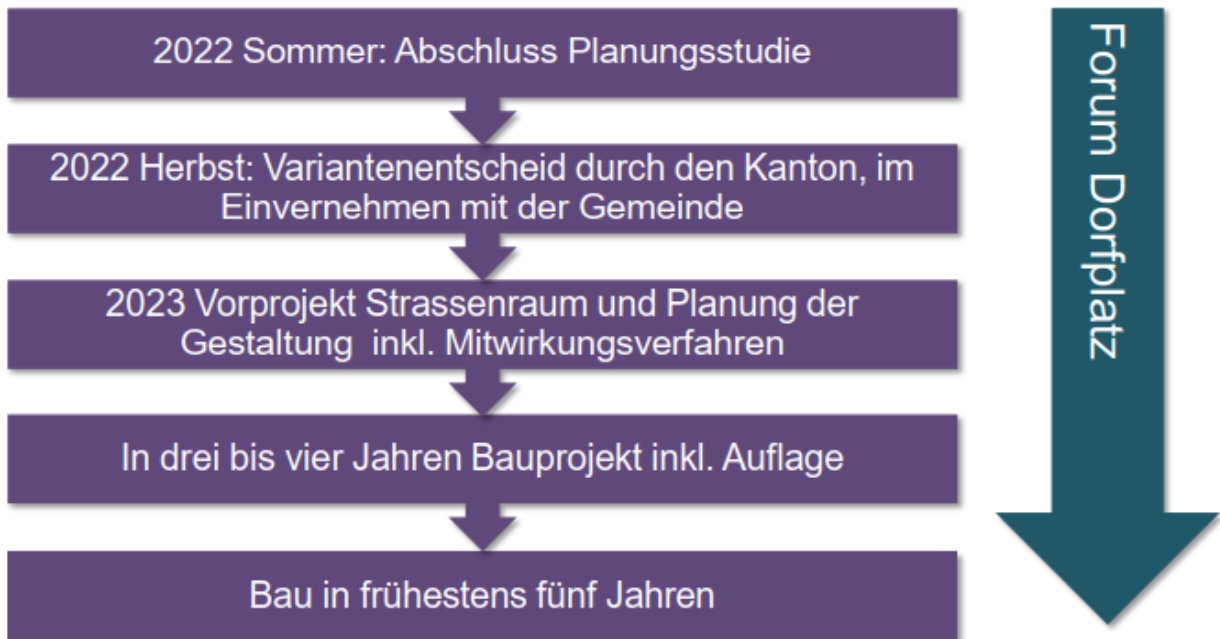 2022 Sommer: Abschluss Planungsstudie
2022 Herbst: Variantenentscheid durch den Kanton, im
Einvernehmen mit der Gemeinde
2023 Vorprojekt Strassenraum und Planung der
Gestaltung  inkl. Mitwirkungsverfahren
In drei bis vier Jahren Bauprojekt inkl. Auflage
Bau in frühestens fünf Jahren
Forum Dorfplatz